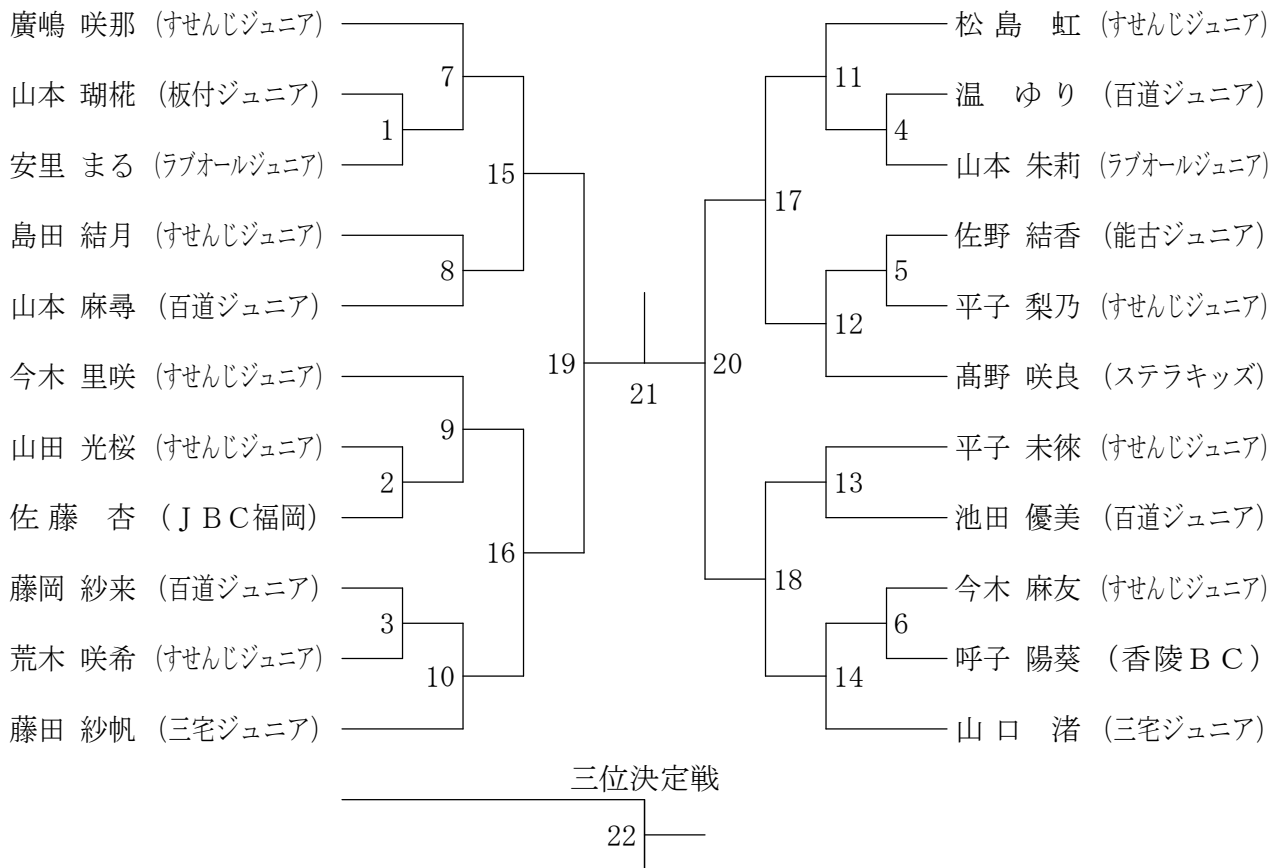 廣嶋 咲那 (すせんじジュニア)
山本 瑚椛 (板付ジュニア)
安里 まる (ラブオールジュニア)
島田 結月 (すせんじジュニア)
山本 麻尋 (百道ジュニア)
今木 里咲 (すせんじジュニア)
山田 光桜 (すせんじジュニア)
佐藤 杏 (ＪＢＣ福岡)
藤岡 紗来 (百道ジュニア)
荒木 咲希 (すせんじジュニア)
藤田 紗帆 (三宅ジュニア)
7
1
15
8
19
9
2
16
3
10
21
松島 虹 (すせんじジュニア)
温 ゆり (百道ジュニア)
山本 朱莉 (ラブオールジュニア)
佐野 結香 (能古ジュニア)
平子 梨乃 (すせんじジュニア)
髙野 咲良 (ステラキッズ)
平子 未徠 (すせんじジュニア)
池田 優美 (百道ジュニア)
今木 麻友 (すせんじジュニア)
呼子 陽葵 (香陵ＢＣ)
山口 渚 (三宅ジュニア)
11
4
17
5
12
20
13
18
6
14
三位決定戦
22